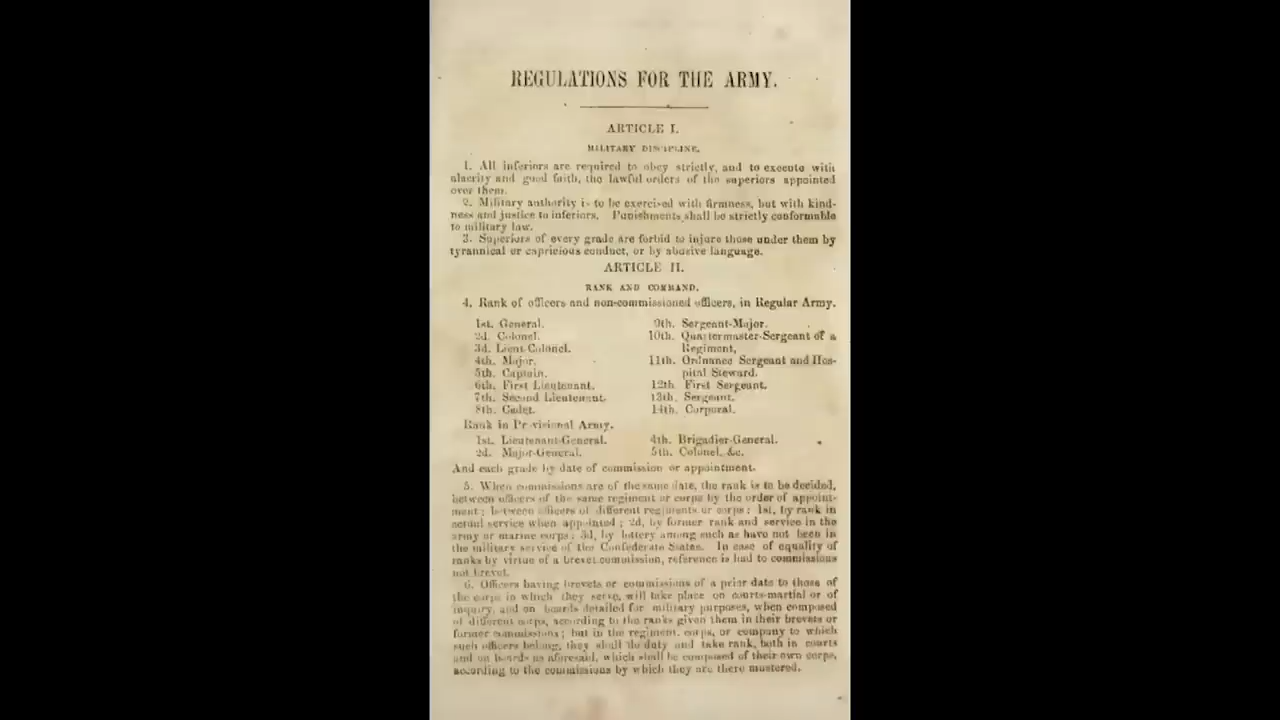 REGULATIONS FOR THE ARMY.
ARTICLE I.
MILITARY DISCIPLINE.
1. All inferiors are required to obey strictly, and to execute with
alacrity and good faith, the lawful orders of the superiors appointed
over them.
2. Military authority is to be exercised with firmness, but with kind-
ness and justice to inferiors. Punishments shall be strictly conformable
to military law.
3. Superiors of every grade are forbid to injure those under them by
tyrannical or capricious conduct, or by abusive language.
ARTICLE II.
RANK AND COMMAND.
4. Rank of officers and non-commissioned officers, in Regular Army.
1st. General.
2d. Colonel.
3d. Lieut-Colonel.
4th. Major.
5th. Captain.
6th. First Lieutenant.
7th. Second Lieutenant.
8th. Cadet.
9th. Sergeant-Major.
10th. Quartermaster-Sergeant of a
Regiment,
11th. Ordnance Sergeant and Hos-
pital Steward.
12th. First Sergeant.
13th. Sergeant.
14th. Corporal.
Rank in Provisional Army.
1st. Lieutenant-General.
2d. Major-General.
4th. Brigadier-General.
5th. Colonel, &c.
And each grade by date of commission or appointment.
5. When commissions are of the same date, the rank is to be decided,
between officers of the same regiment or corps by the order of appoint-
ment; between officers of different regiments or corps: 1st, by rank in
actual service when appointed; 2d, by former rank and service in the
army or marine corps; 3d, by lottery among such as have not been in
the military service of the Confederate States. In case of equality of
ranks by virtue of a brevet commission, reference is had to commissions
not brevet.
6. Officers having brevets or commissions of a prior date to those of
the corps in which they serve, will take place on courts-martial or of
inquiry, and on boards detailed for military purposes, when composed
of different corps, according to the ranks given them in their brevets or
former commissions; but in the regiment, corps, or company to which
such officers belong, they shall do duty and take rank, both in courts
and on boards as aforesaid, which shall be composed of their own corps,
according to the commissions by which they are there mustered.